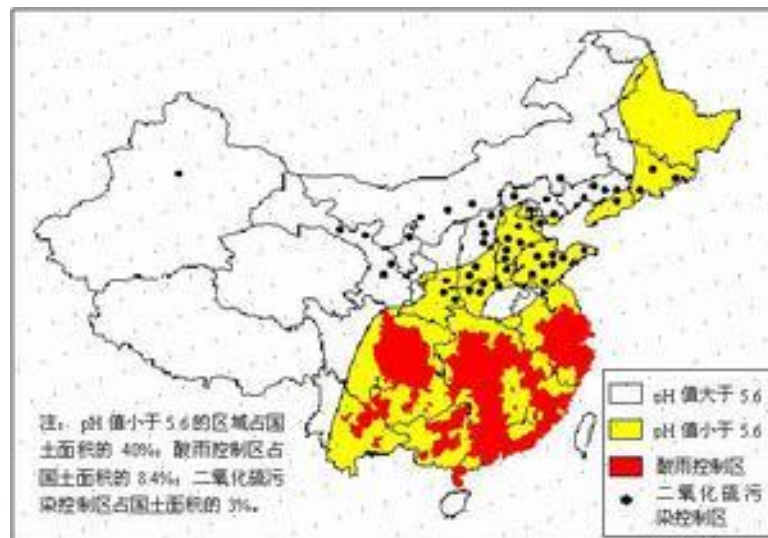 注：pH 值小于 5.6 的区域占国
土面积的 40%；酸雨控制区占
国土面积的 8.4%；二氧化硫污
染控制区占国土面积的 3%。
pH 值大于 5.6
pH 值小于 5.6
酸雨控制区
二氧化硫污
染控制区